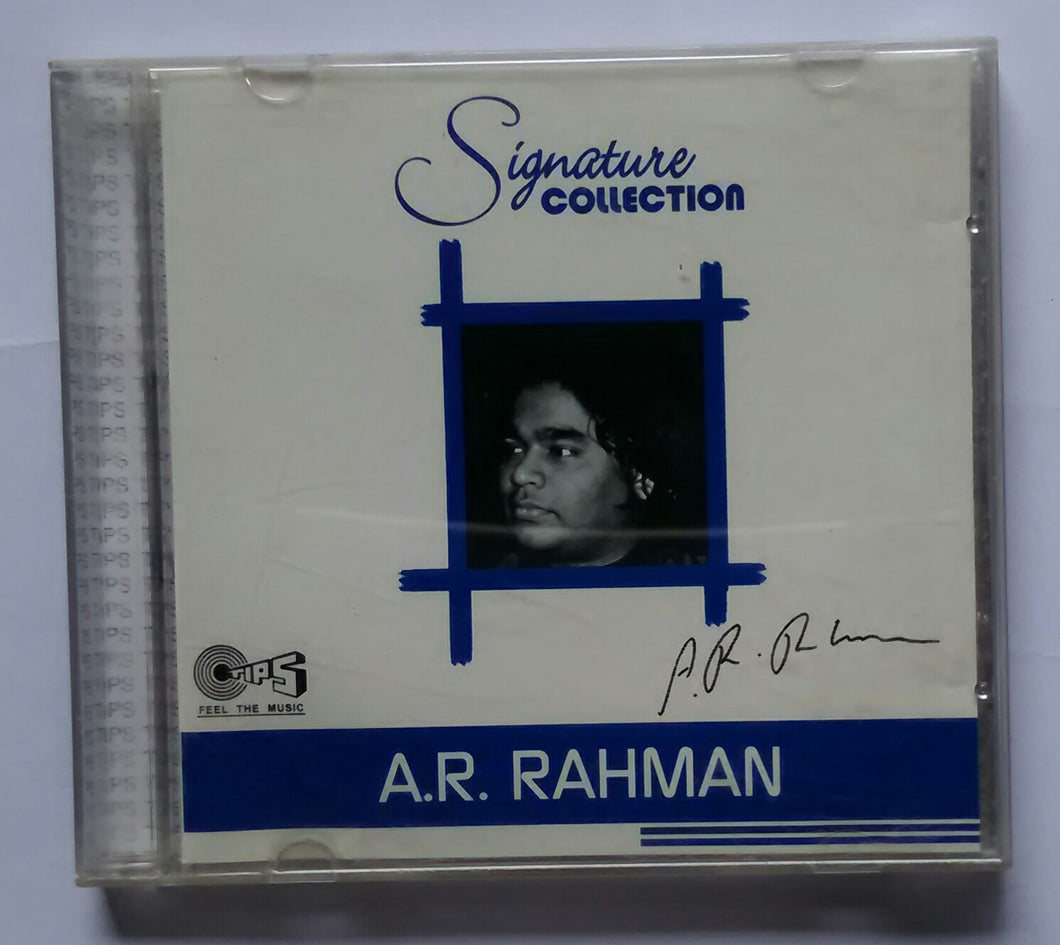 Signature
COLLECTION
TIPS
FEEL THE MUSIC
A.R. Rahman
A.R. RAHMAN